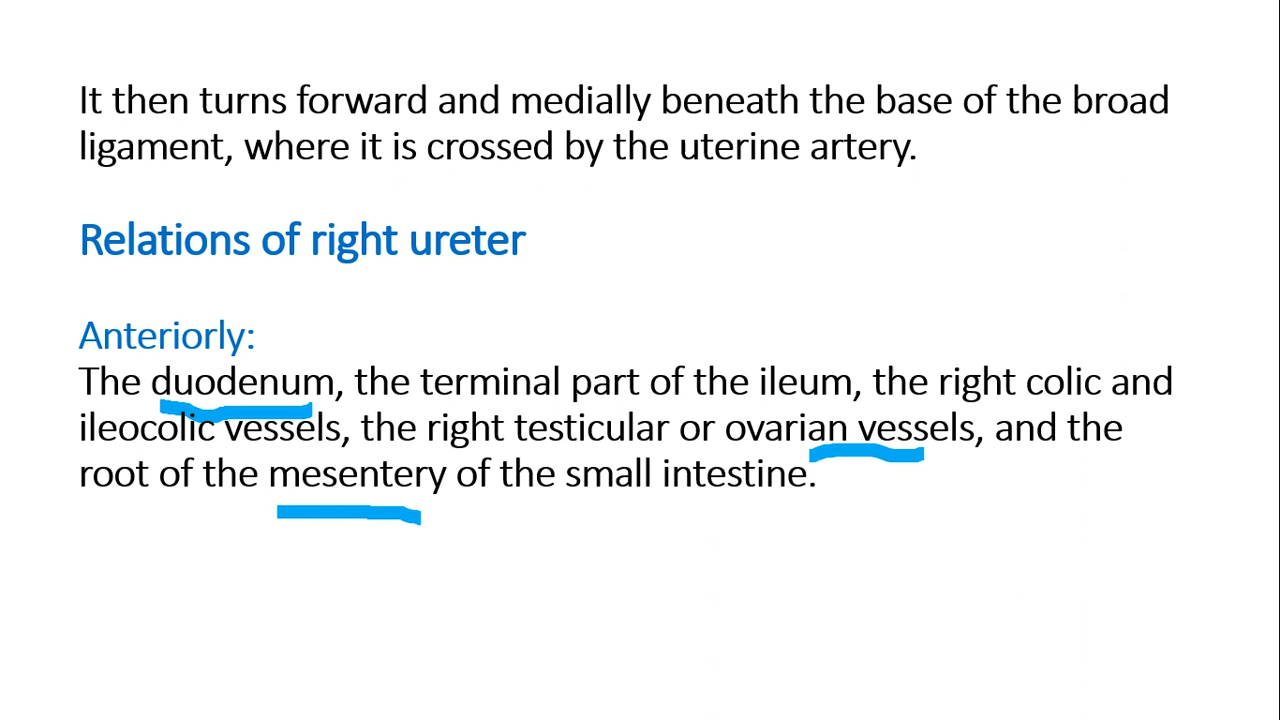 It then turns forward and medially beneath the base of the broad
ligament, where it is crossed by the uterine artery.
Relations of right ureter
Anteriorly:
The duodenum, the terminal part of the ileum, the right colic and
ileocolic vessels, the right testicular or ovarian vessels, and the
root of the mesentery of the small intestine.